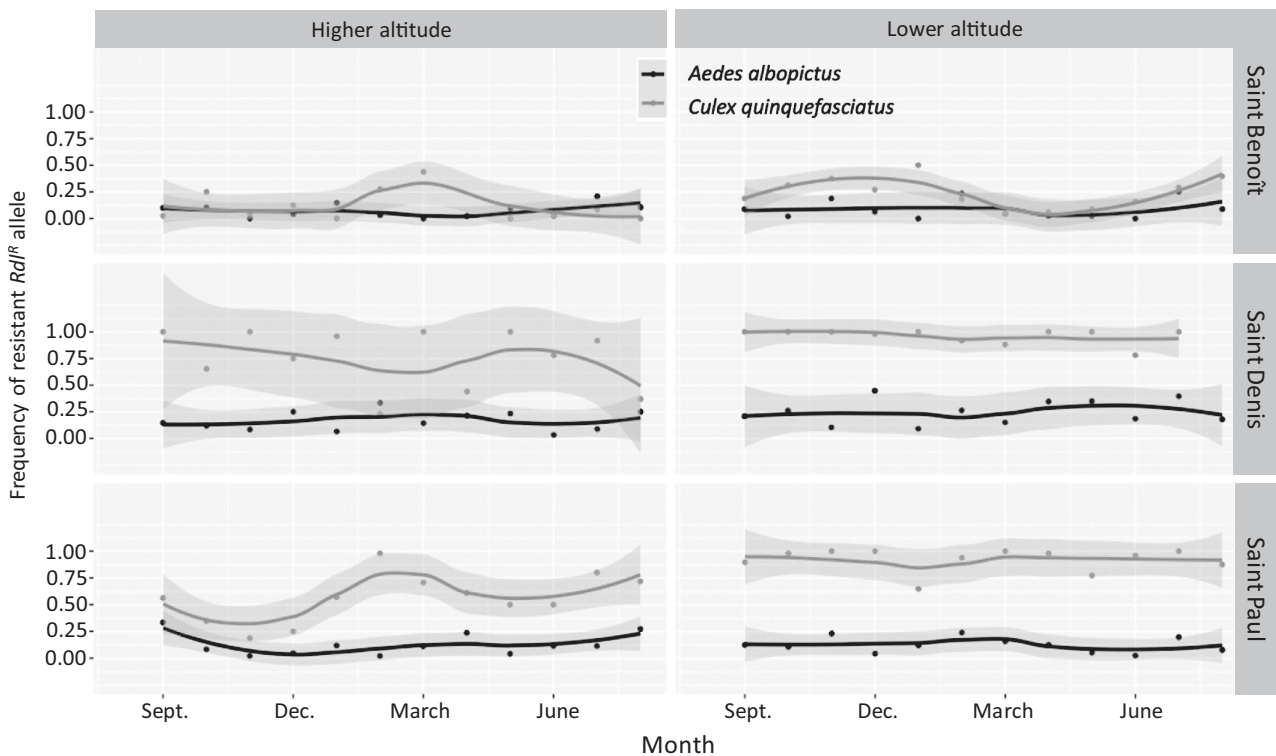 Higher altitude
Lower altitude
Aedes albopictus
Culex quinquefasciatus
Saint Benoît
Saint Denis
Saint Paul
Frequency of resistant Rdlᴿ allele
1.00
0.75
0.50
0.25
0.00
1.00
0.75
0.50
0.25
0.00
1.00
0.75
0.50
0.25
0.00
Sept.
Dec.
March
June
Sept.
Dec.
March
June
Month